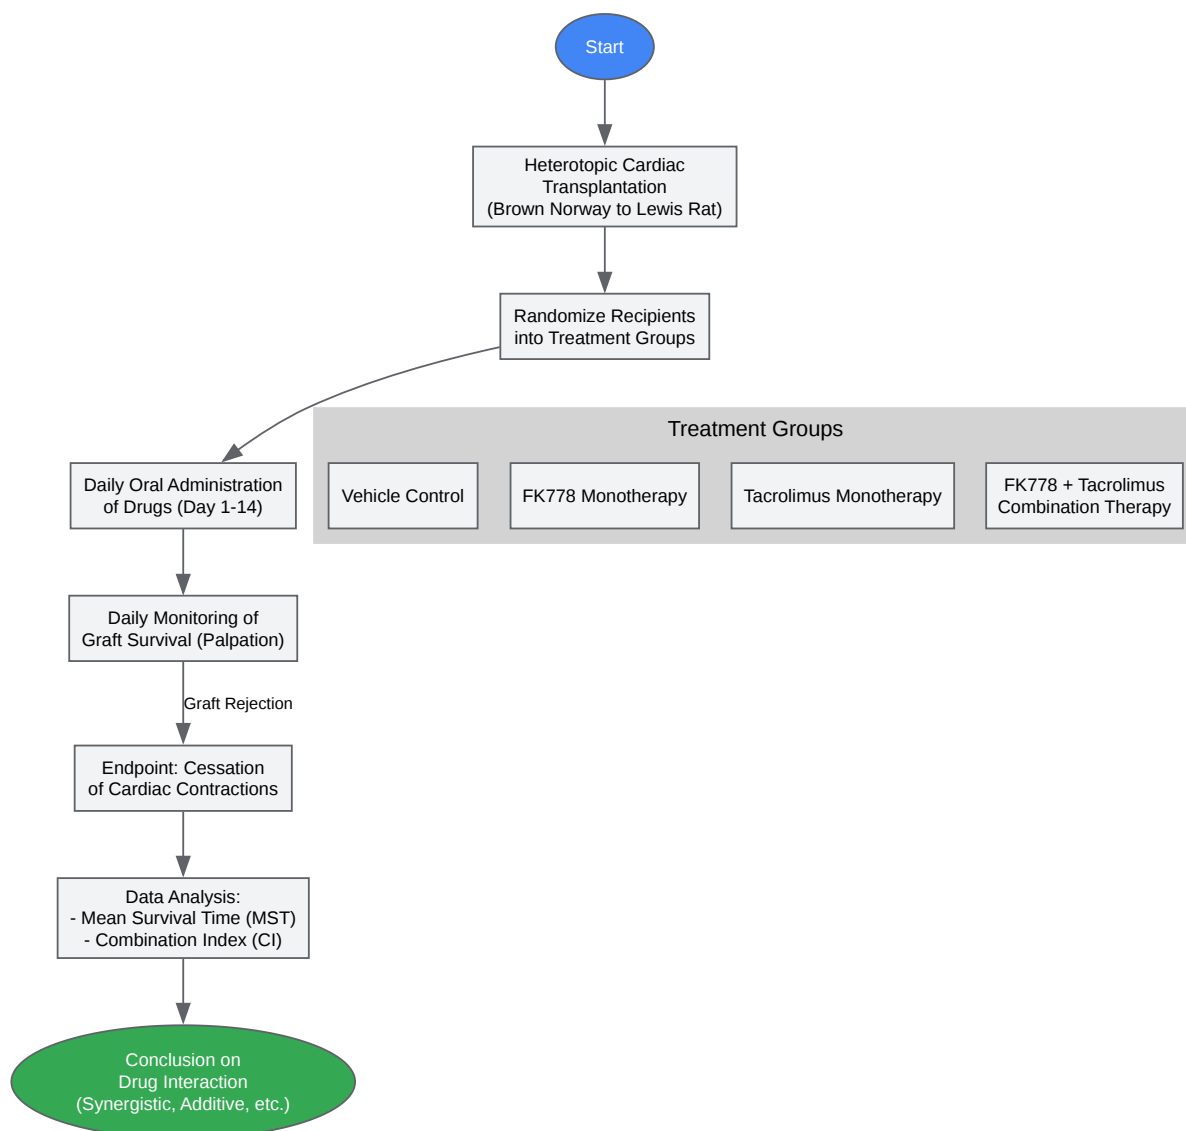 Start
Heterotopic Cardiac
Transplantation
(Brown Norway to Lewis Rat)
Randomize Recipients
into Treatment Groups
Treatment Groups
Daily Oral Administration
of Drugs (Day 1-14)
Vehicle Control
FK778 Monotherapy
Tacrolimus Monotherapy
FK778 + Tacrolimus
Combination Therapy
Daily Monitoring of
Graft Survival (Palpation)
Graft Rejection
Endpoint: Cessation
of Cardiac Contractions
Data Analysis:
- Mean Survival Time (MST)
- Combination Index (CI)
Conclusion on
Drug Interaction
(Synergistic, Additive, etc.)